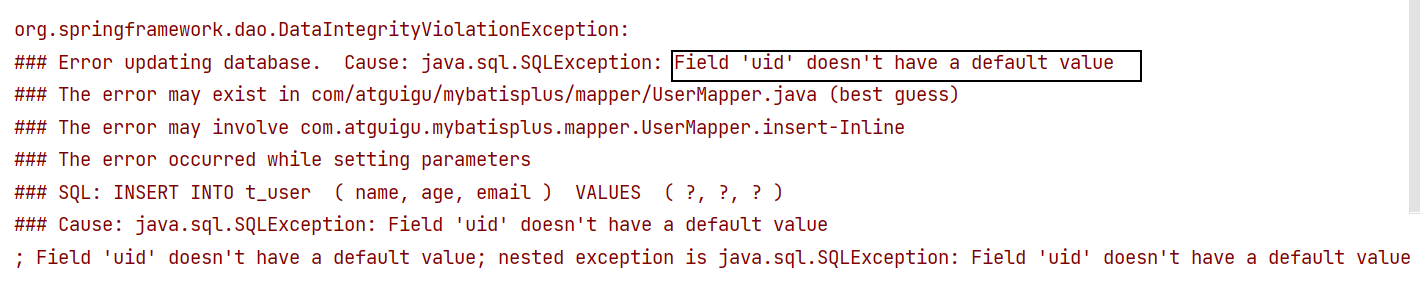 org.springframework.dao.DataIntegrityViolationException:
### Error updating database.  Cause: java.sql.SQLException: Field 'uid' doesn't have a default value
### The error may exist in com/atguigu/mybatisplus/mapper/UserMapper.java (best guess)
### The error may involve com.atguigu.mybatisplus.mapper.UserMapper.insert-Inline
### The error occurred while setting parameters
### SQL: INSERT INTO t_user  ( name, age, email )  VALUES  ( ?, ?, ? )
### Cause: java.sql.SQLException: Field 'uid' doesn't have a default value
; Field 'uid' doesn't have a default value; nested exception is java.sql.SQLException: Field 'uid' doesn't have a default value